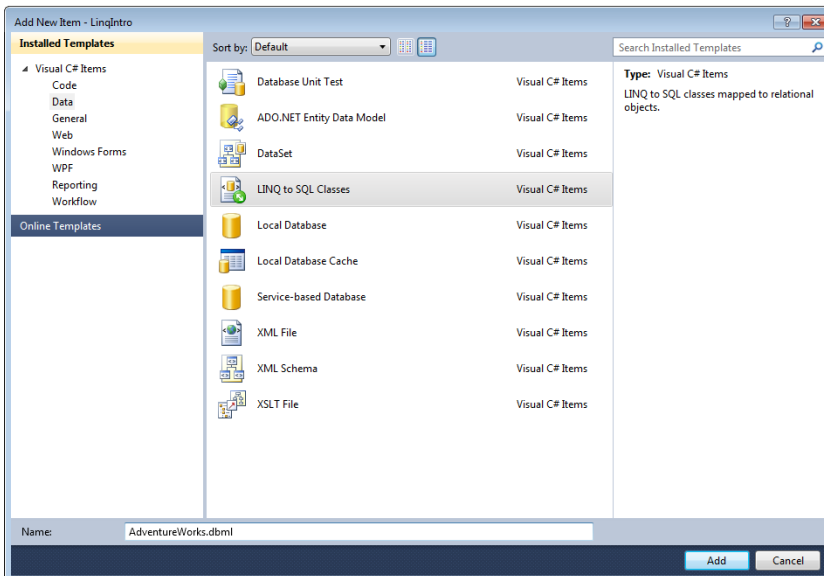 Add New Item - LinqIntro
Installed Templates
Visual C# Items
Code
Data
General
Web
Windows Forms
WPF
Reporting
Workflow
Online Templates
Sort by: Default
Database Unit Test Visual C# Items
ADO.NET Entity Data Model Visual C# Items
DataSet Visual C# Items
LINQ to SQL Classes Visual C# Items
Local Database Visual C# Items
Local Database Cache Visual C# Items
Service-based Database Visual C# Items
XML File Visual C# Items
XML Schema Visual C# Items
XSLT File Visual C# Items
Search Installed Templates
Type: Visual C# Items
LINQ to SQL classes mapped to relational
objects.
Name: AdventureWorks.dbml
Add Cancel